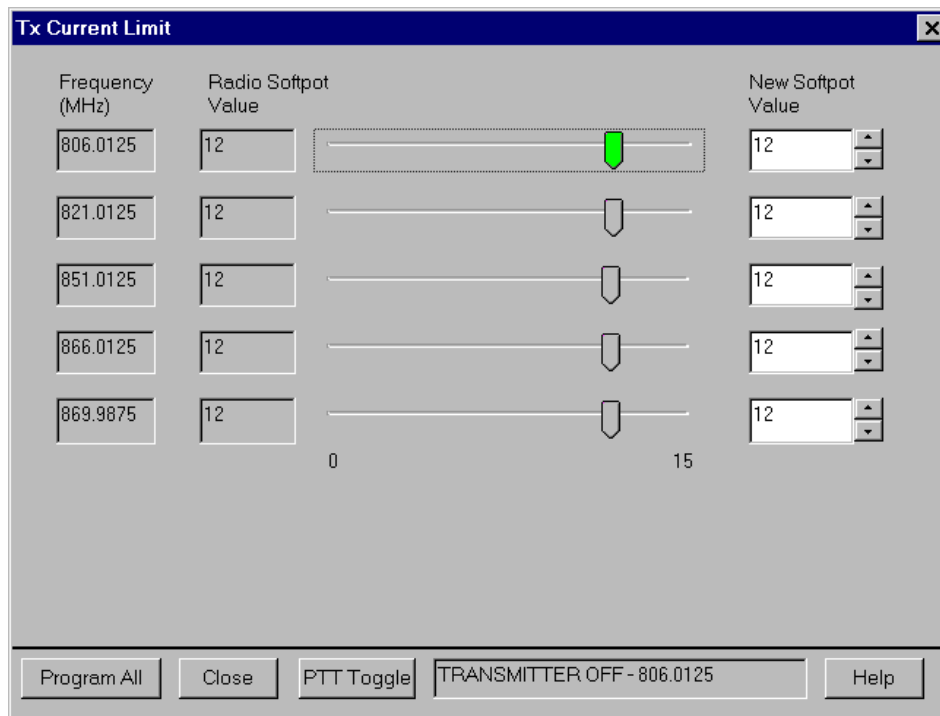 Tx Current Limit
Frequency (MHz)
Radio Softpot Value
New Softpot Value
806.0125 12 12
821.0125 12 12
851.0125 12 12
866.0125 12 12
869.9875 12 12
0 15
Program All Close PTT Toggle TRANSMITTER OFF - 806.0125 Help